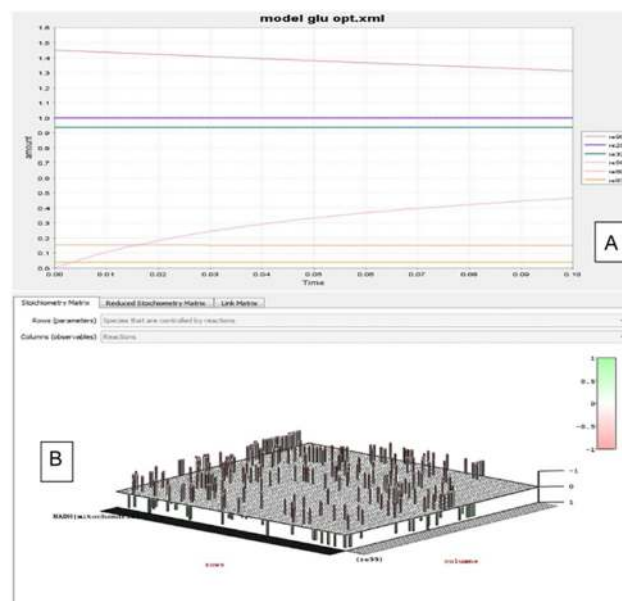 model glu opt.xml
1.6
1.5
1.4
1.3
1.2
1.1
1.0
0.9
0.8
0.7
0.6
0.5
0.4
0.3
0.2
0.1
0.0
amount
0.00 0.01 0.02 0.03 0.04 0.05 0.06 0.07 0.08 0.09 0.10
Time
A
Stoichiometry Matrix Reduced Stoichiometry Matrix Link Matrix
Rows (parameters) Species that are controlled by reactions
Columns (observables) Reactions
1
0.5
0
-0.5
-1
B
-1
0
1
(re99)
rows
columns